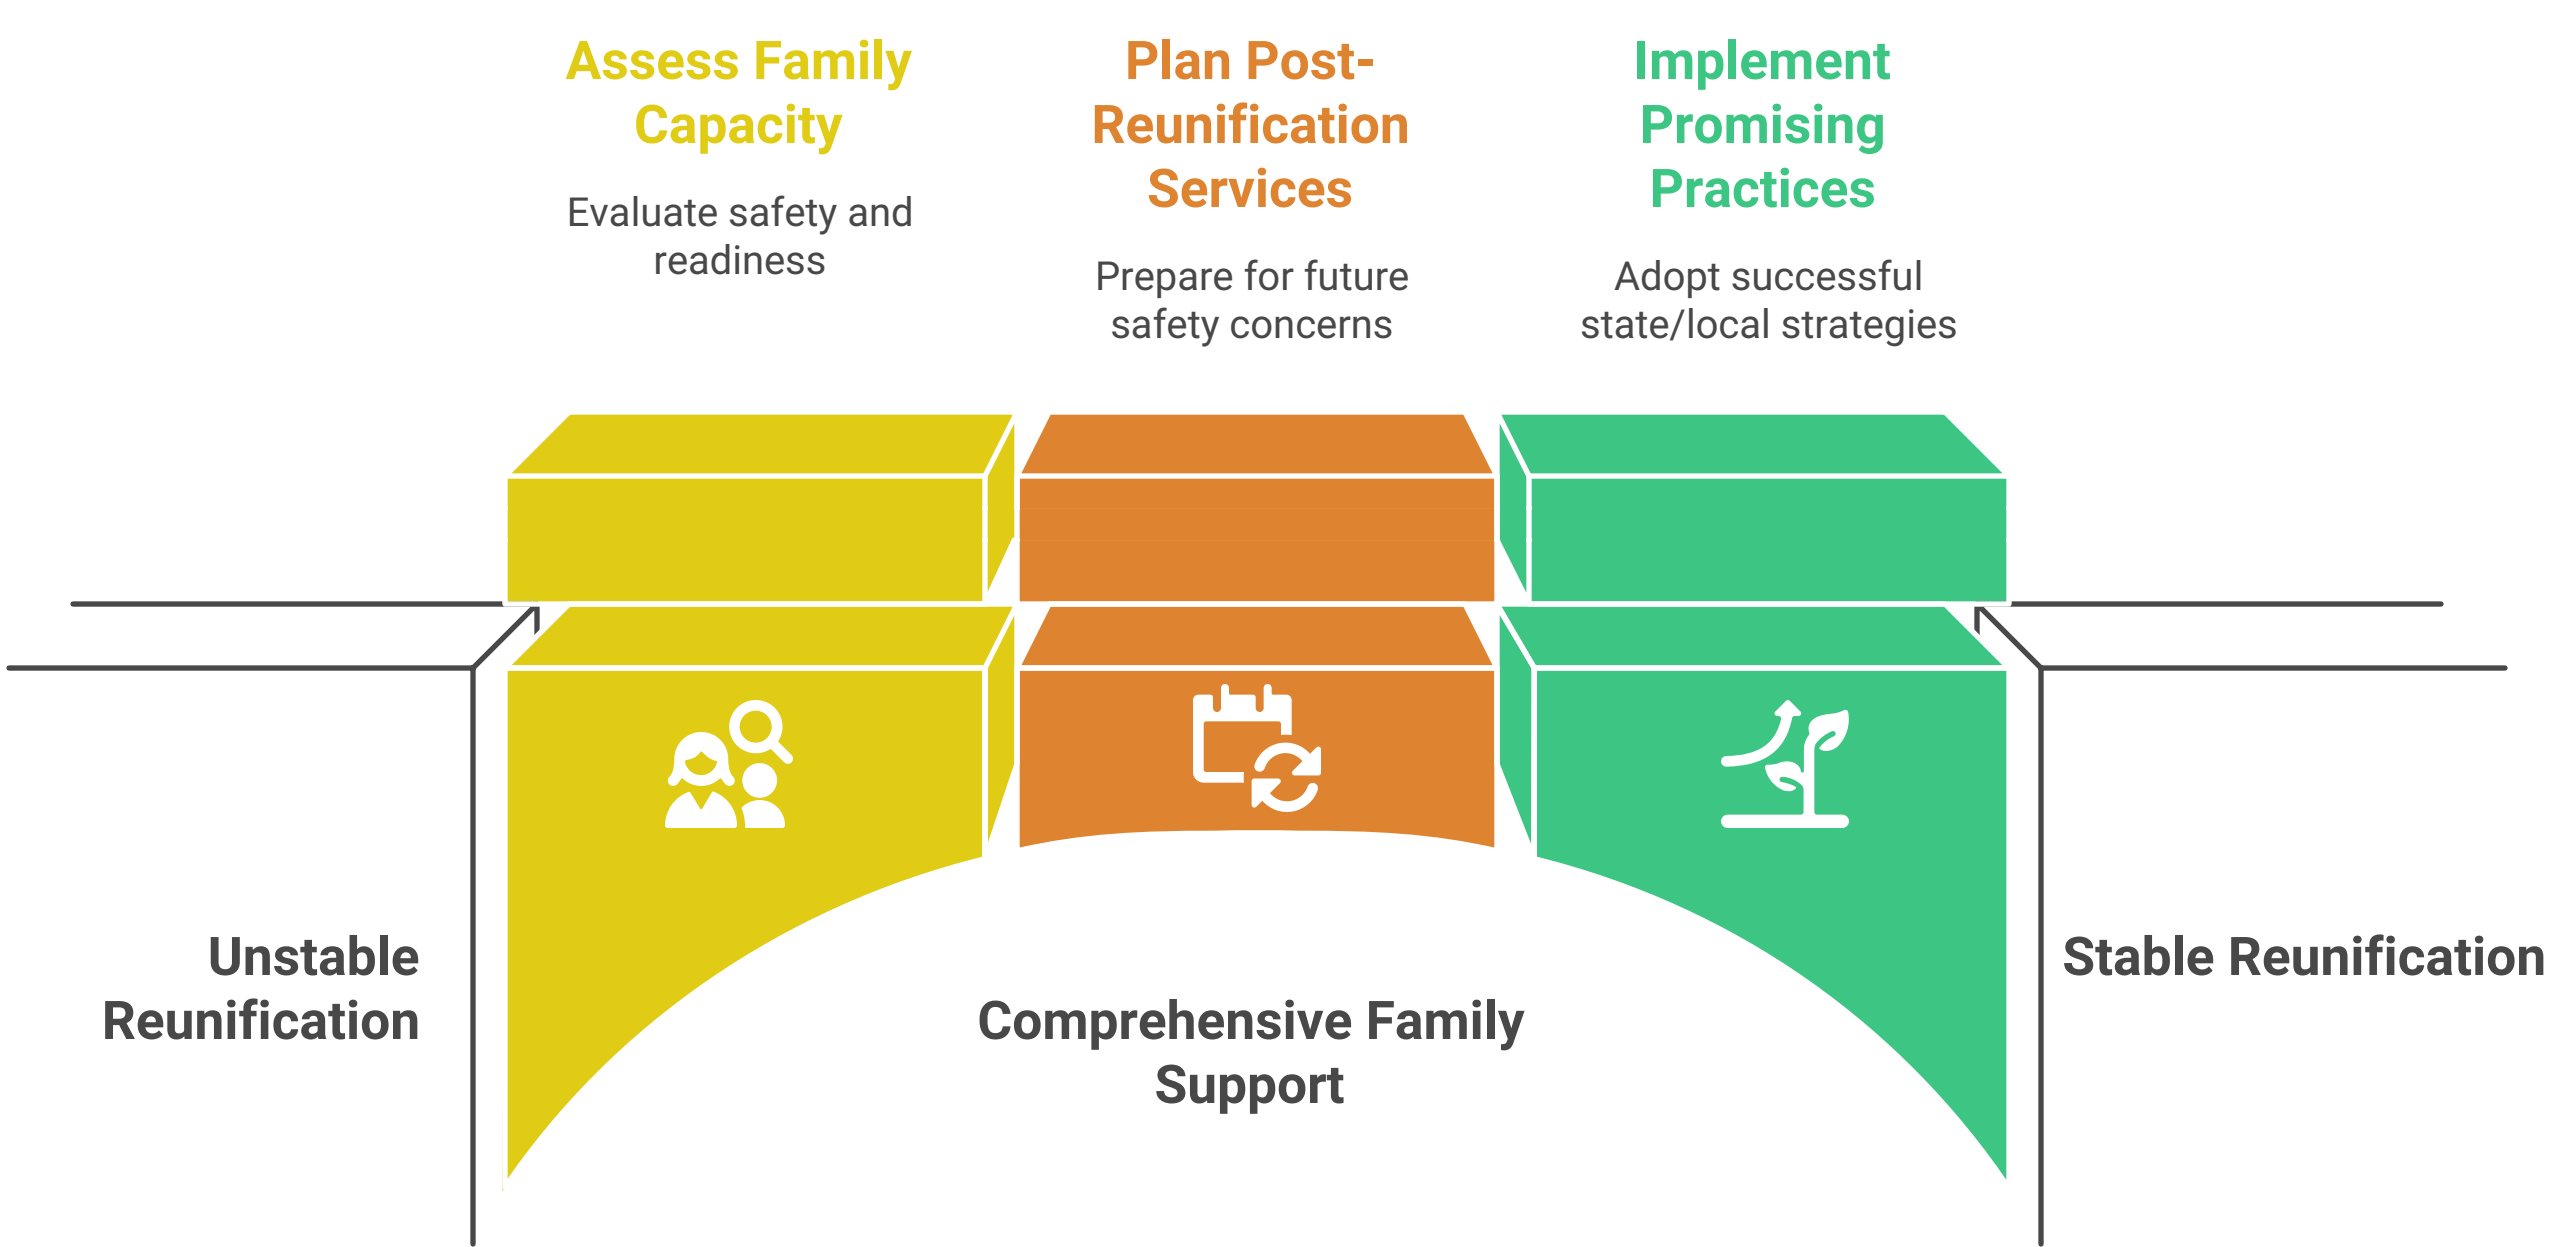 Assess Family
Capacity
Evaluate safety and
readiness
Plan Post-
Reunification
Services
Prepare for future
safety concerns
Implement
Promising
Practices
Adopt successful
state/local strategies
Unstable
Reunification
Comprehensive Family
Support
Stable Reunification